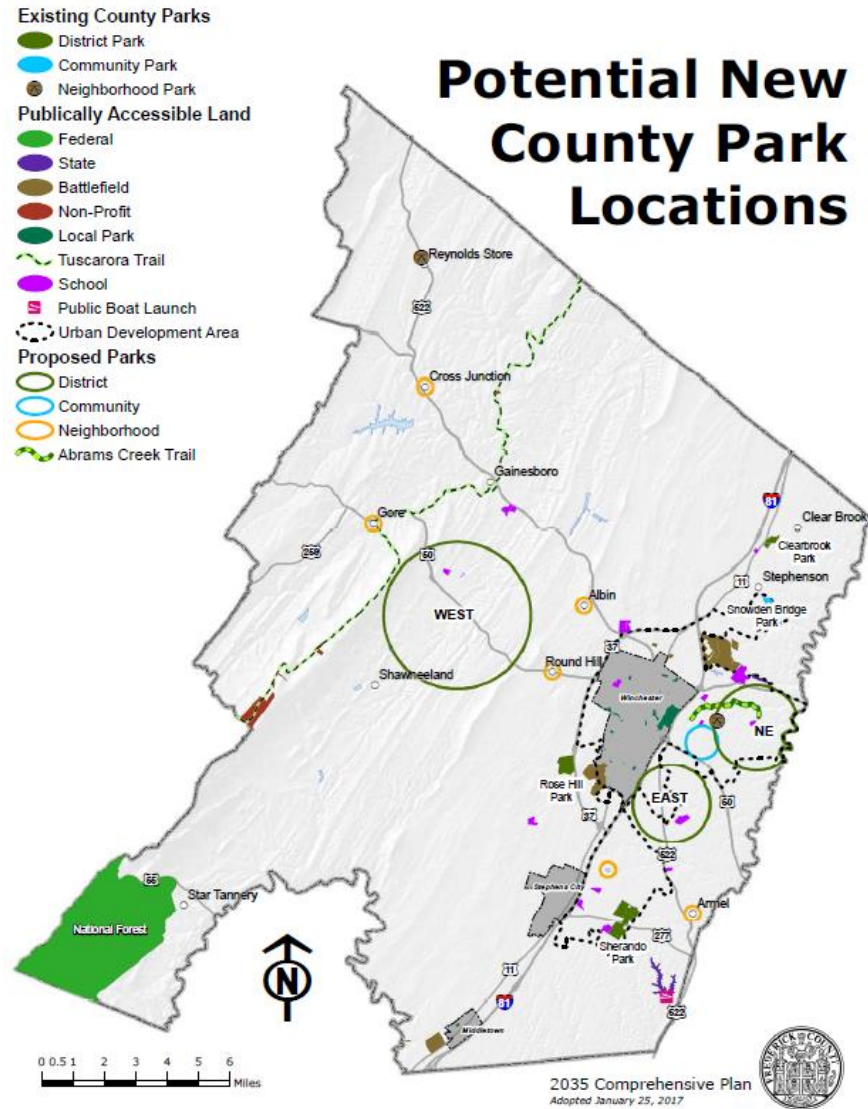 Potential New
County Park
Locations
Existing County Parks
District Park
Community Park
Neighborhood Park
Publically Accessible Land
Federal
State
Battlefield
Non-Profit
Local Park
Tuscarora Trail
School
Public Boat Launch
Urban Development Area
Proposed Parks
District
Community
Neighborhood
Abrams Creek Trail
Reynolds Store
522
Cross Junction
Gainesboro
81
Clear Brook
Gore
Clearbrook
Park
259
50
11
Stephenson
WEST
Albin
Snowden Bridge
Park
37
Round Hill
Shawneeland
Winchester
NE
Rose Hill
Park
EAST
50
37
522
55
Star Tannery
Stephens City
Armel
National Forest
277
Sherando
Park
N
11
81
522
Middletown
0 0.5 1 2 3 4 5 6
Miles
2035 Comprehensive Plan
Adopted January 25, 2017
FREDERICK COUNTY